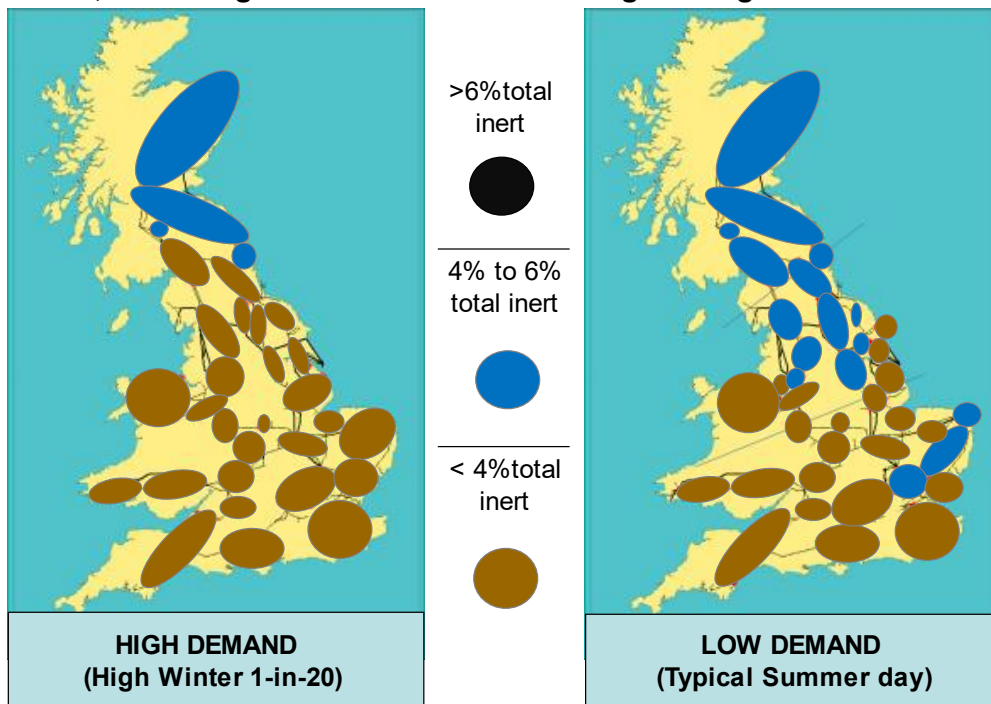 >6%total
inert
4% to 6%
total inert
< 4%total
inert
HIGH DEMAND
(High Winter 1-in-20)
LOW DEMAND
(Typical Summer day)